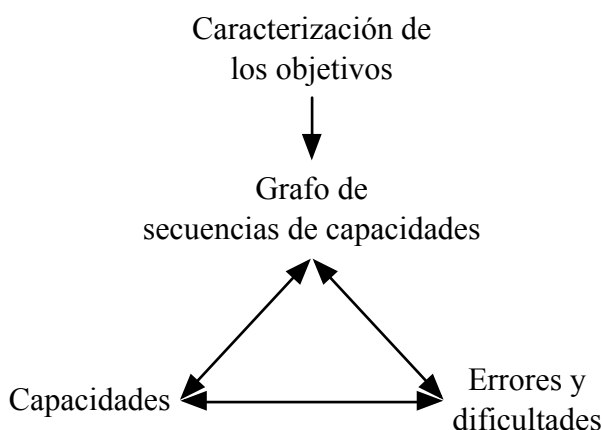 Caracterización de
los objetivos
Grafo de
secuencias de capacidades
Capacidades
Errores y
dificultades